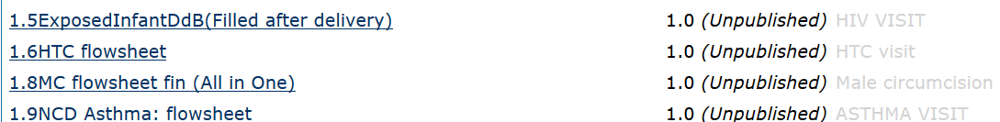 1.5ExposedInfantDdB(Filled after delivery) 1.0 (Unpublished) HIV VISIT
1.6HTC flowsheet 1.0 (Unpublished) HTC visit
1.8MC flowsheet fin (All in One) 1.0 (Unpublished) Male circumcision
1.9NCD Asthma: flowsheet 1.0 (Unpublished) ASTHMA VISIT